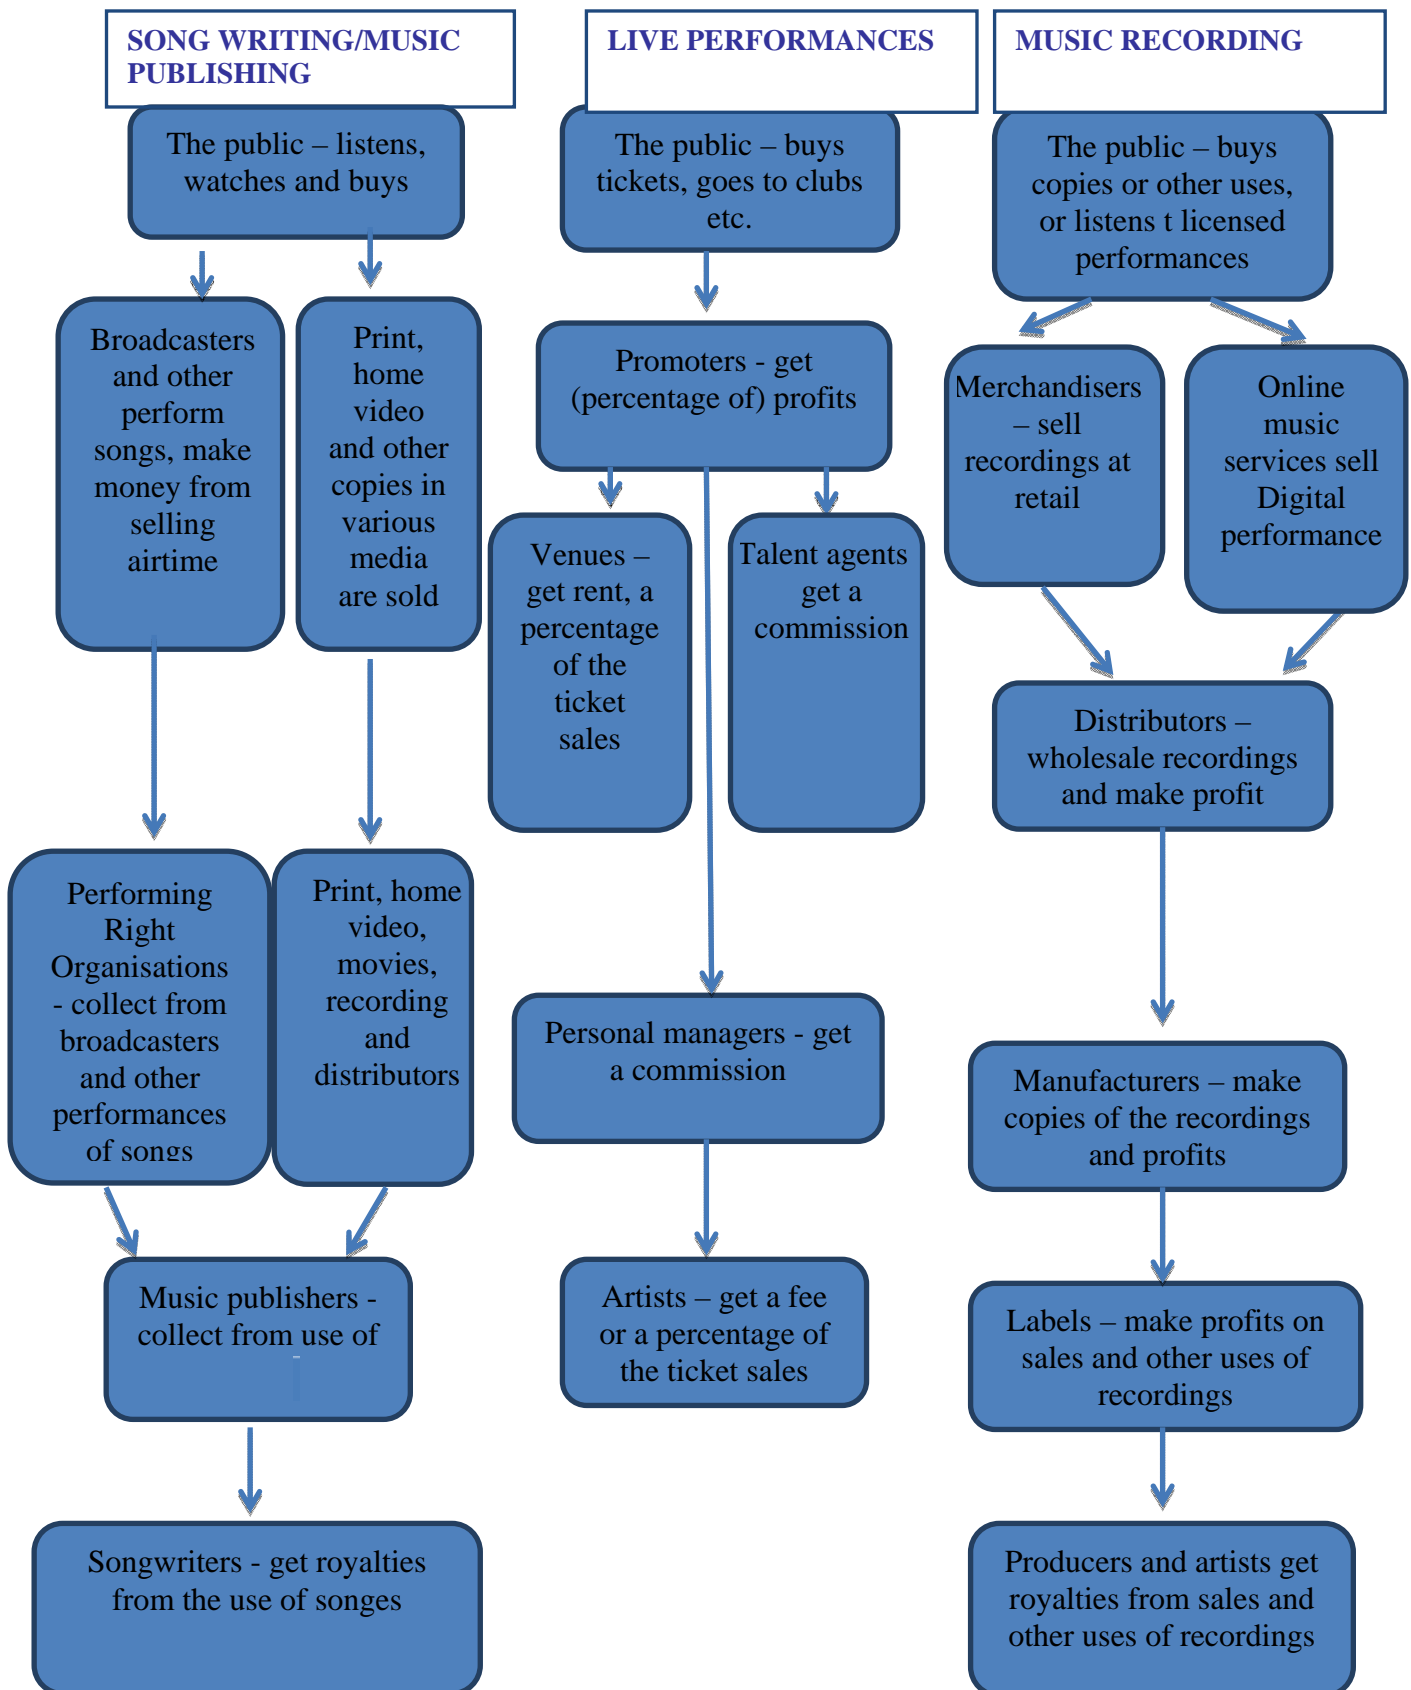 SONG WRITING/MUSIC
PUBLISHING
The public – listens,
watches and buys
Broadcasters
and other
perform
songs, make
money from
selling
airtime
Print,
home
video
and other
copies in
various
media
are sold
Performing
Right
Organisations
- collect from
broadcasters
and other
performances
of songs
Print, home
video,
movies,
recording
and
distributors
Music publishers -
collect from use of
Songwriters - get royalties
from the use of songes
LIVE PERFORMANCES
The public – buys
tickets, goes to clubs
etc.
Promoters - get
(percentage of) profits
Venues –
get rent, a
percentage
of the
ticket
sales
Talent agents
get a
commission
Personal managers - get
a commission
Artists – get a fee
or a percentage of
the ticket sales
MUSIC RECORDING
The public – buys
copies or other uses,
or listens t licensed
performances
Merchandisers
– sell
recordings at
retail
Online
music
services sell
Digital
performance
Distributors –
wholesale recordings
and make profit
Manufacturers – make
copies of the recordings
and profits
Labels – make profits on
sales and other uses of
recordings
Producers and artists get
royalties from sales and
other uses of recordings